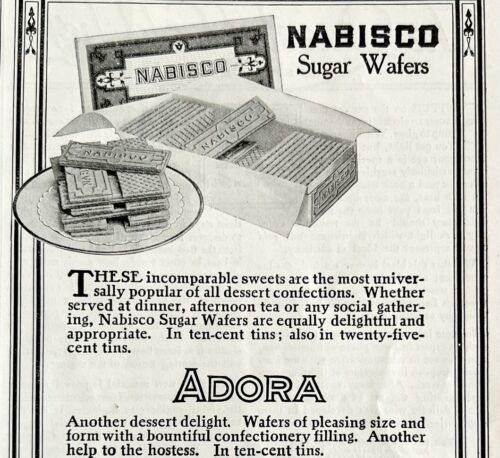 NABISCO
Sugar Wafers
NABISCO
NABISCO
NABISCO
THESE incomparable sweets are the most univer-
sally popular of all dessert confections. Whether
served at dinner, afternoon tea or any social gather-
ing, Nabisco Sugar Wafers are equally delightful and
appropriate. In ten-cent tins; also in twenty-five-
cent tins.
ADORA
Another dessert delight. Wafers of pleasing size and
form with a bountiful confectionery filling. Another
help to the hostess. In ten-cent tins.